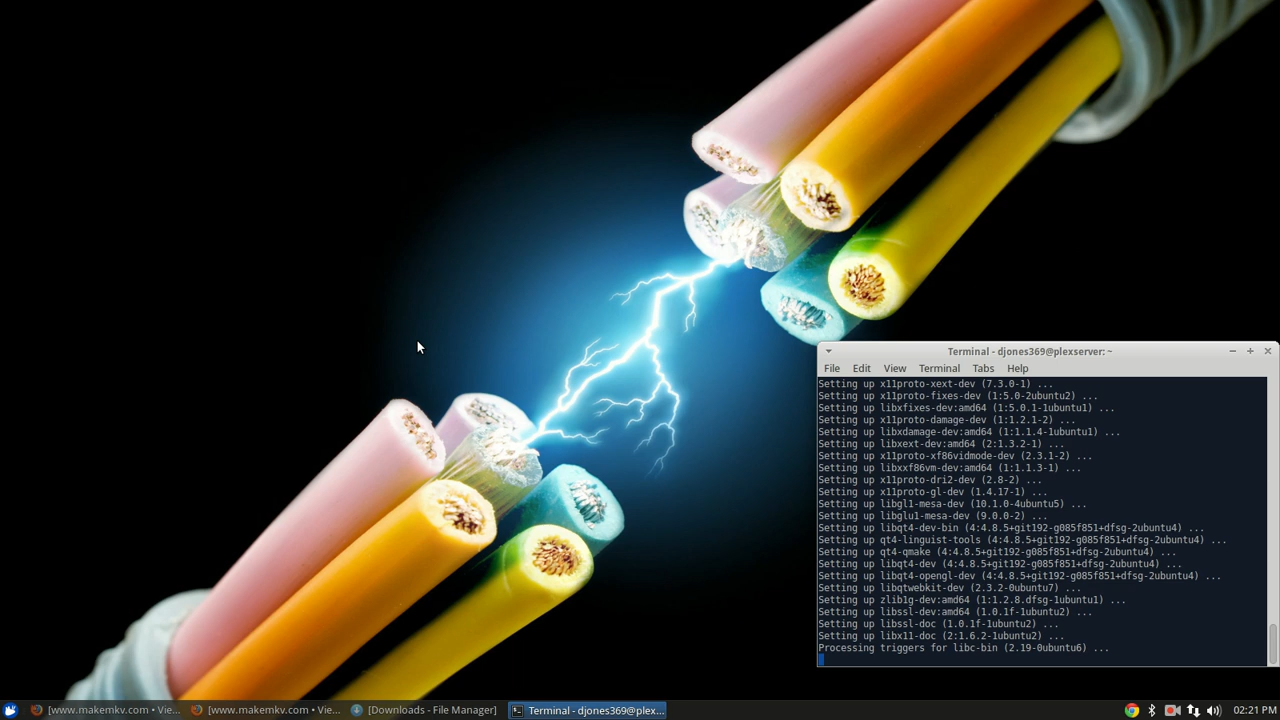 Terminal - djones369@plexserver: ~
File Edit View Terminal Tabs Help
Setting up x11proto-xext-dev (7.3.0-1) ...
Setting up x11proto-fixes-dev (1:5.0-2ubuntu2) ...
Setting up libxfixes-dev:amd64 (1:5.0.1-1ubuntu1) ...
Setting up x11proto-damage-dev (1:1.2.1-2) ...
Setting up libxdamage-dev:amd64 (1:1.1.4-1ubuntu1) ...
Setting up libxext-dev:amd64 (2:1.3.2-1) ...
Setting up x11proto-xf86vidmode-dev (2.3.1-2) ...
Setting up libxxf86vm-dev:amd64 (1:1.1.3-1) ...
Setting up x11proto-dri2-dev (2.8-2) ...
Setting up x11proto-gl-dev (1.4.17-1) ...
Setting up libgl1-mesa-dev (10.1.0-4ubuntu5) ...
Setting up libglu1-mesa-dev (9.0.0-2) ...
Setting up libqt4-dev-bin (4:4.8.5+git192-g085f851+dfsg-2ubuntu4) ...
Setting up qt4-linguist-tools (4:4.8.5+git192-g085f851+dfsg-2ubuntu4) ...
Setting up qt4-qmake (4:4.8.5+git192-g085f851+dfsg-2ubuntu4) ...
Setting up libqt4-dev (4:4.8.5+git192-g085f851+dfsg-2ubuntu4) ...
Setting up libqt4-opengl-dev (4:4.8.5+git192-g085f851+dfsg-2ubuntu4) ...
Setting up libqtwebkit-dev (2.3.2-0ubuntu7) ...
Setting up zlib1g-dev:amd64 (1:1.2.8.dfsg-1ubuntu1) ...
Setting up libssl-dev:amd64 (1.0.1f-1ubuntu2) ...
Setting up libssl-doc (1.0.1f-1ubuntu2) ...
Setting up libx11-doc (2:1.6.2-1ubuntu2) ...
Processing triggers for libc-bin (2.19-0ubuntu6) ...
[www.makemkv.com • Vie... [www.makemkv.com • Vie... [Downloads - File Manager] Terminal - djones369@plex... 02:21 PM